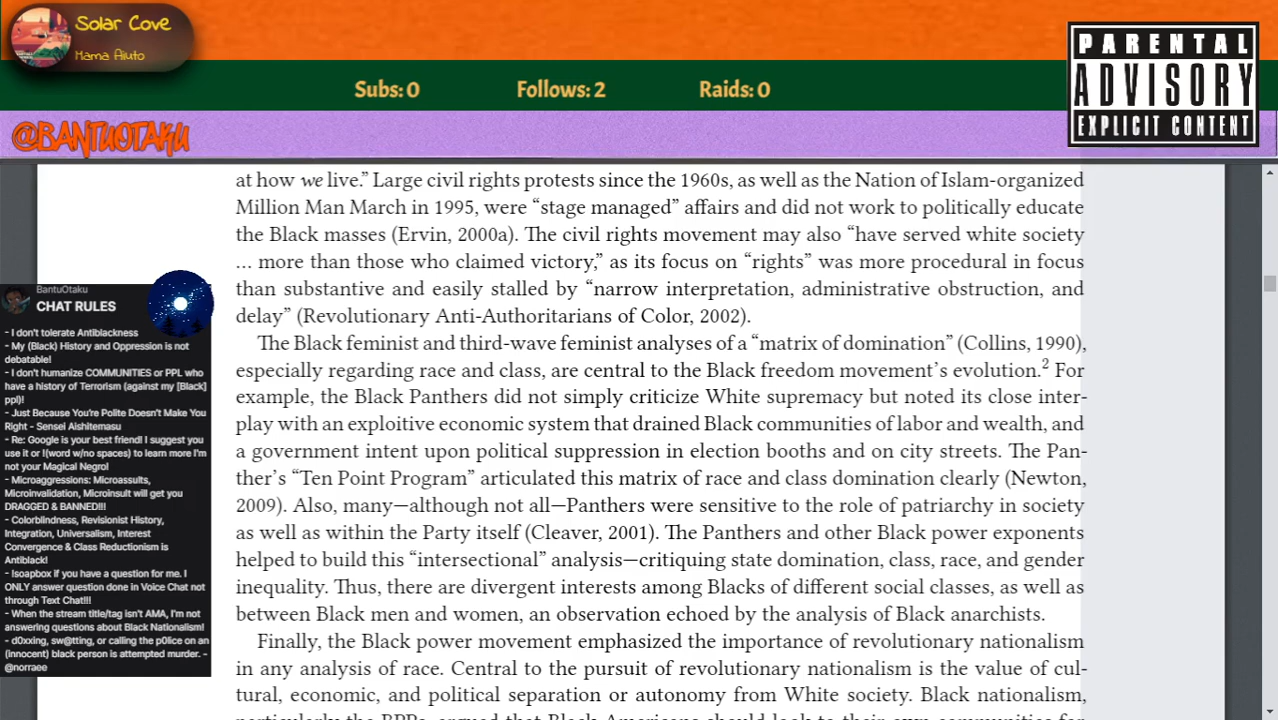 Solar Cove
Mama Aiuto
PARENTAL
ADVISORY
EXPLICIT CONTENT
Subs: 0
Follows: 2
Raids: 0
@BANTUOTAKU
at how we live.” Large civil rights protests since the 1960s, as well as the Nation of Islam-organized
Million Man March in 1995, were “stage managed” affairs and did not work to politically educate
the Black masses (Ervin, 2000a). The civil rights movement may also “have served white society
… more than those who claimed victory,” as its focus on “rights” was more procedural in focus
than substantive and easily stalled by “narrow interpretation, administrative obstruction, and
delay” (Revolutionary Anti-Authoritarians of Color, 2002).
The Black feminist and third-wave feminist analyses of a “matrix of domination” (Collins, 1990),
especially regarding race and class, are central to the Black freedom movement’s evolution.2 For
example, the Black Panthers did not simply criticize White supremacy but noted its close inter-
play with an exploitive economic system that drained Black communities of labor and wealth, and
a government intent upon political suppression in election booths and on city streets. The Pan-
ther’s “Ten Point Program” articulated this matrix of race and class domination clearly (Newton,
2009). Also, many—although not all—Panthers were sensitive to the role of patriarchy in society
as well as within the Party itself (Cleaver, 2001). The Panthers and other Black power exponents
helped to build this “intersectional” analysis—critiquing state domination, class, race, and gender
inequality. Thus, there are divergent interests among Blacks of different social classes, as well as
between Black men and women, an observation echoed by the analysis of Black anarchists.
Finally, the Black power movement emphasized the importance of revolutionary nationalism
in any analysis of race. Central to the pursuit of revolutionary nationalism is the value of cul-
tural, economic, and political separation or autonomy from White society. Black nationalism,
particularly the BPPs, argued that Black Americans should look to their own communities for
BantuOtaku
CHAT RULES
- I don't tolerate Antiblackness
- My (Black) History and Oppression is not
debatable!
- I don't humanize COMMUNITIES or PPL who
have a history of Terrorism (against my [Black]
ppl)!
- Just Because You're Polite Doesn't Make You
Right - Sensei Aishitemasu
- Re: Google is your best friend! I suggest you
use it or !(word w/no spaces) to learn more I'm
not your Magical Negro!
- Microaggressions: Microassults,
Microinvalidation, Microinsult will get you
DRAGGED & BANNED!!!
- Colorblindness, Revisionist History,
Integration, Universalism, Interest
Convergence & Class Reductionism is
Antiblack!
- !soapbox if you have a question for me. I
ONLY answer question done in Voice Chat not
through Text Chat!!!
- When the stream title/tag isn't AMA, I'm not
answering questions about Black Nationalism!
- d0xxing, sw@tting, or calling the p0lice on an
(innocent) black person is attempted murder. -
@norraee